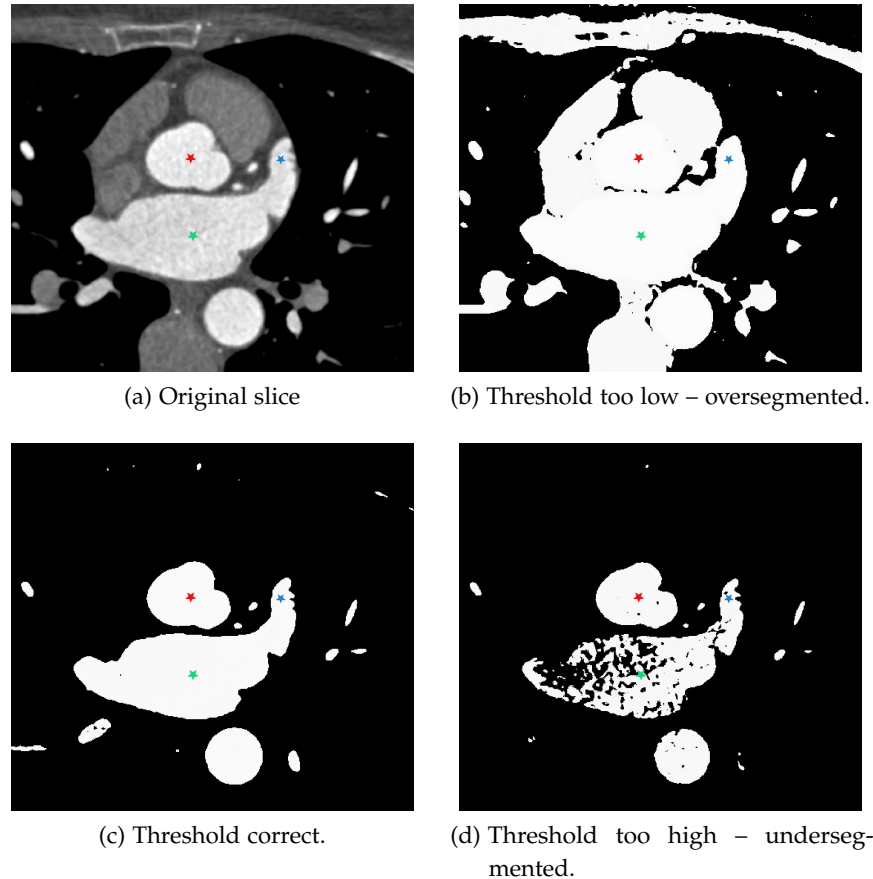 (a) Original slice
(b) Threshold too low – oversegmented.
(c) Threshold correct.
(d) Threshold too high – underseg-
mented.